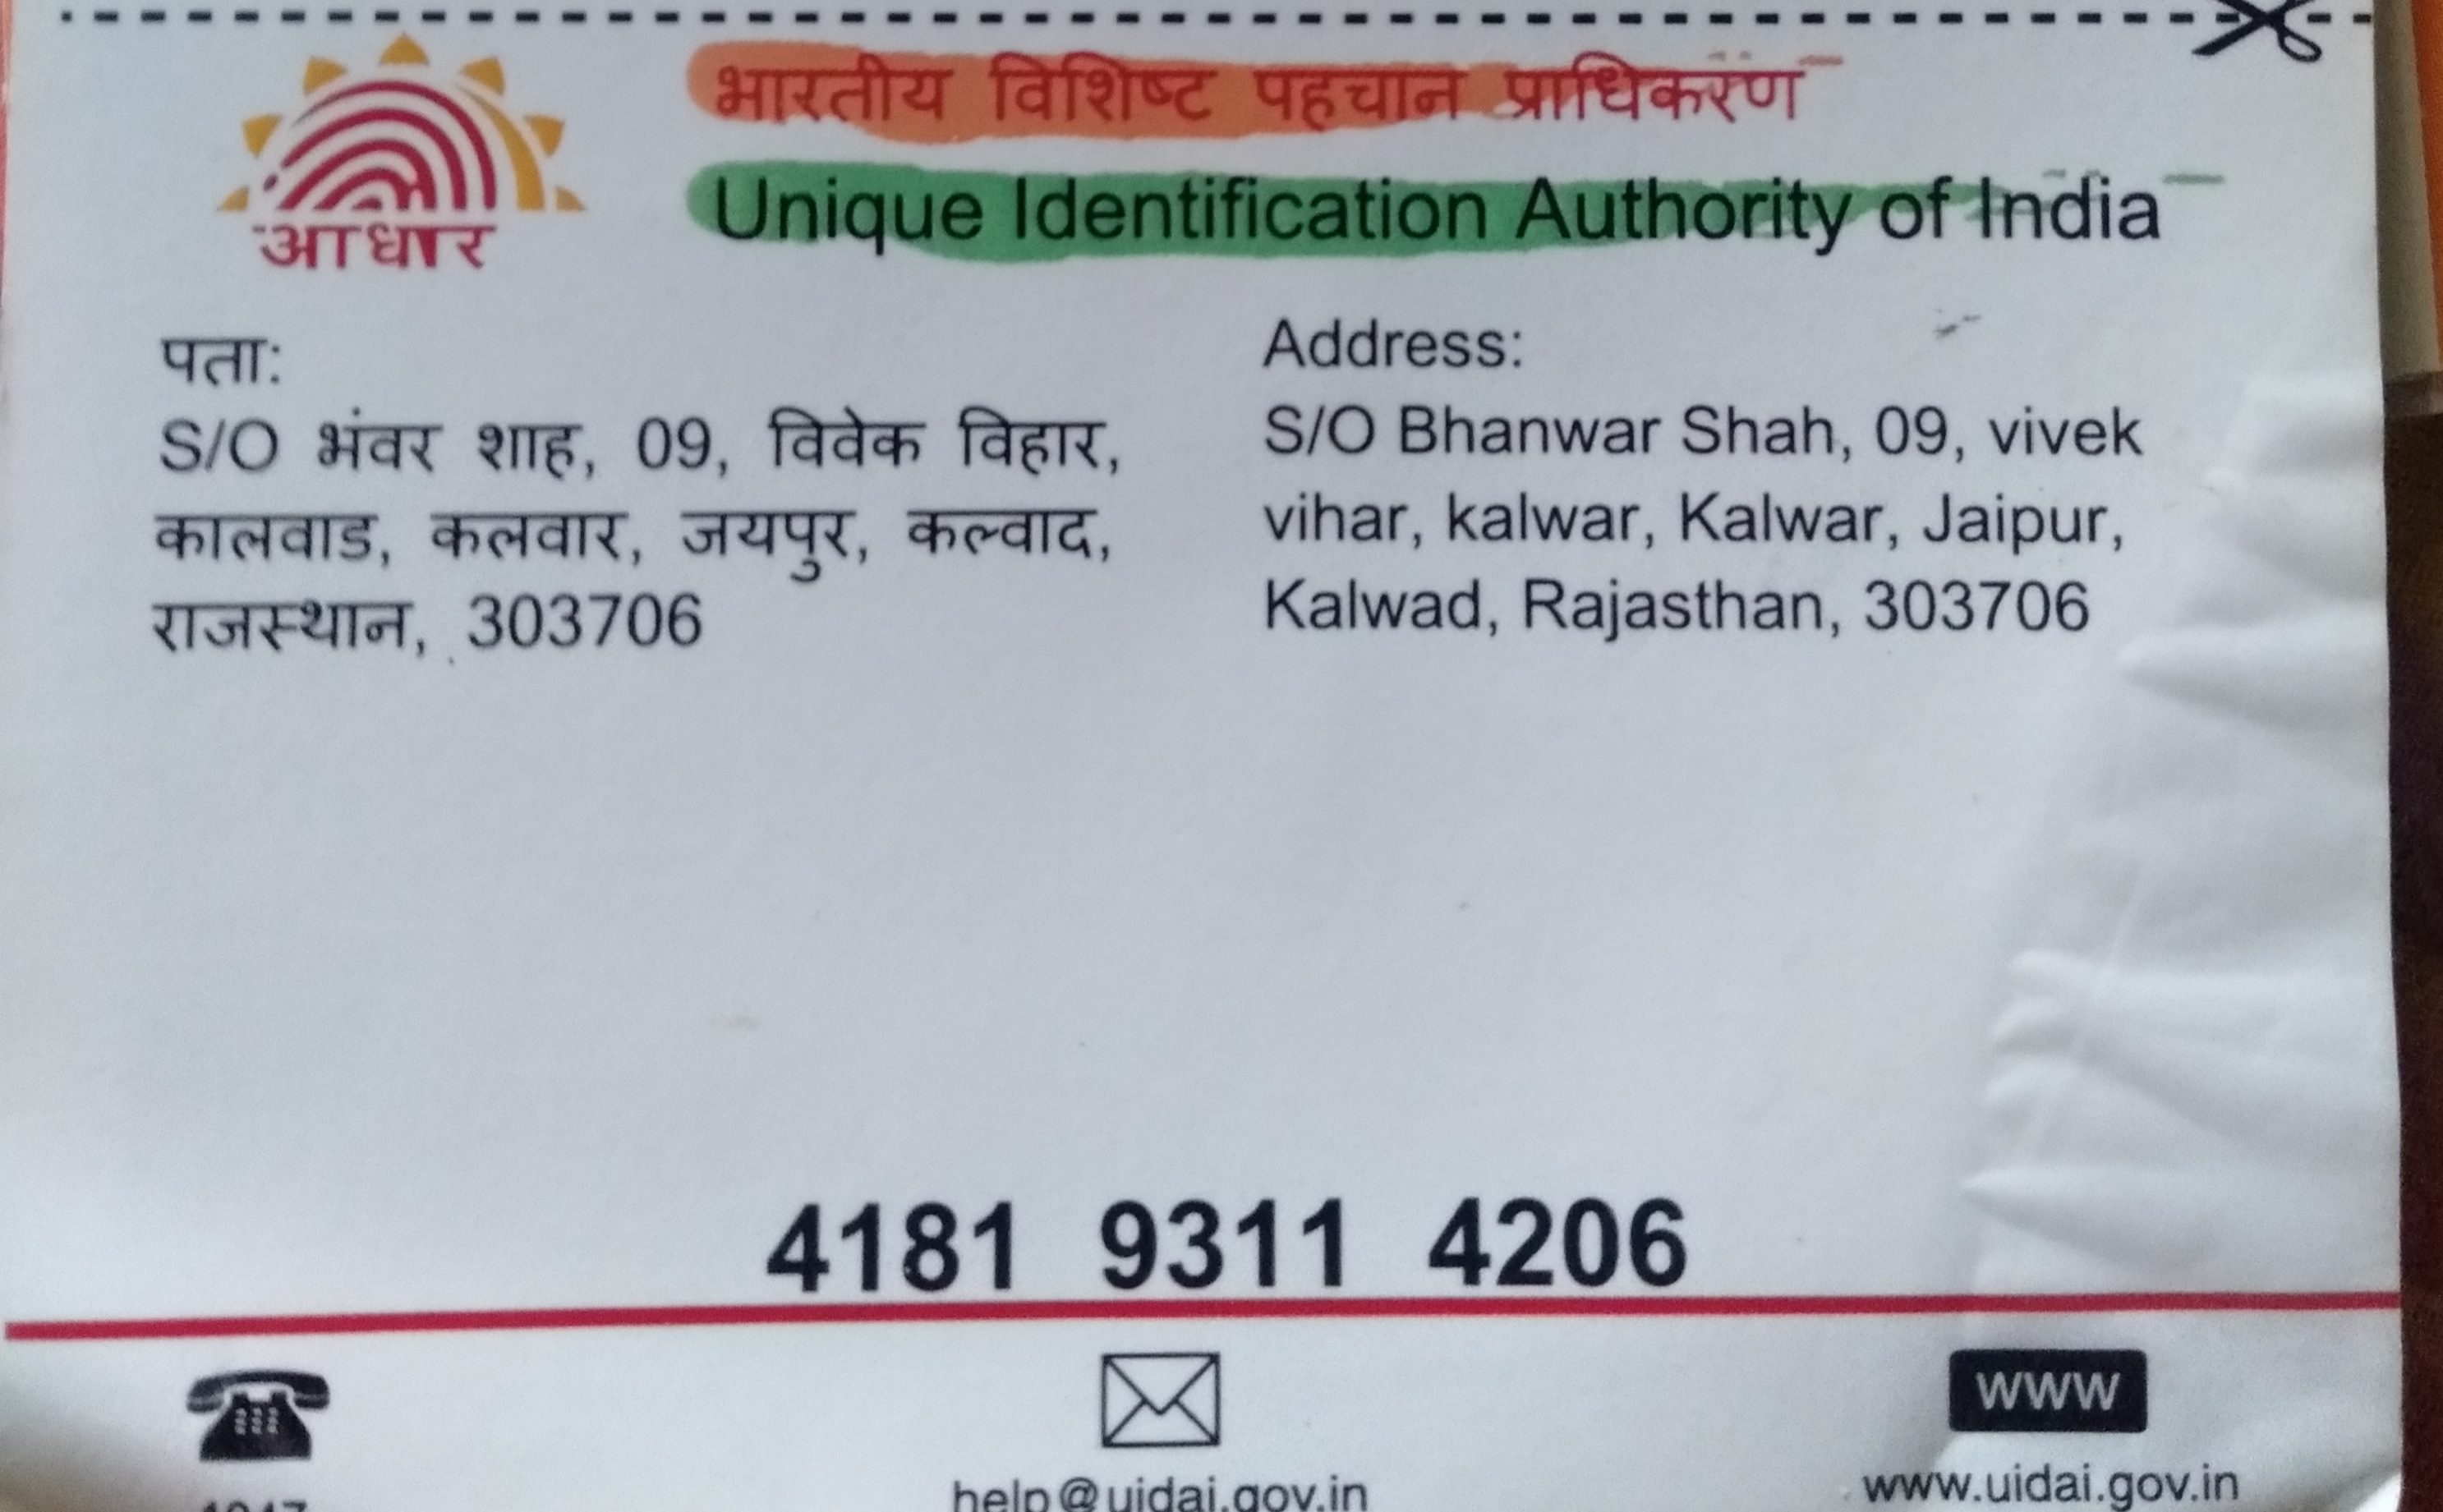 भारतीय विशिष्ट पहचान प्राधिकरण
Unique Identification Authority of India
आधार
पता:
S/O भंवर शाह, 09, विवेक विहार,
कालवाड, कलवार, जयपुर, कल्वाद,
राजस्थान, 303706
Address:
S/O Bhanwar Shah, 09, vivek
vihar, kalwar, Kalwar, Jaipur,
Kalwad, Rajasthan, 303706
4181 9311 4206
www
help@uidai.gov.in
www.uidai.gov.in